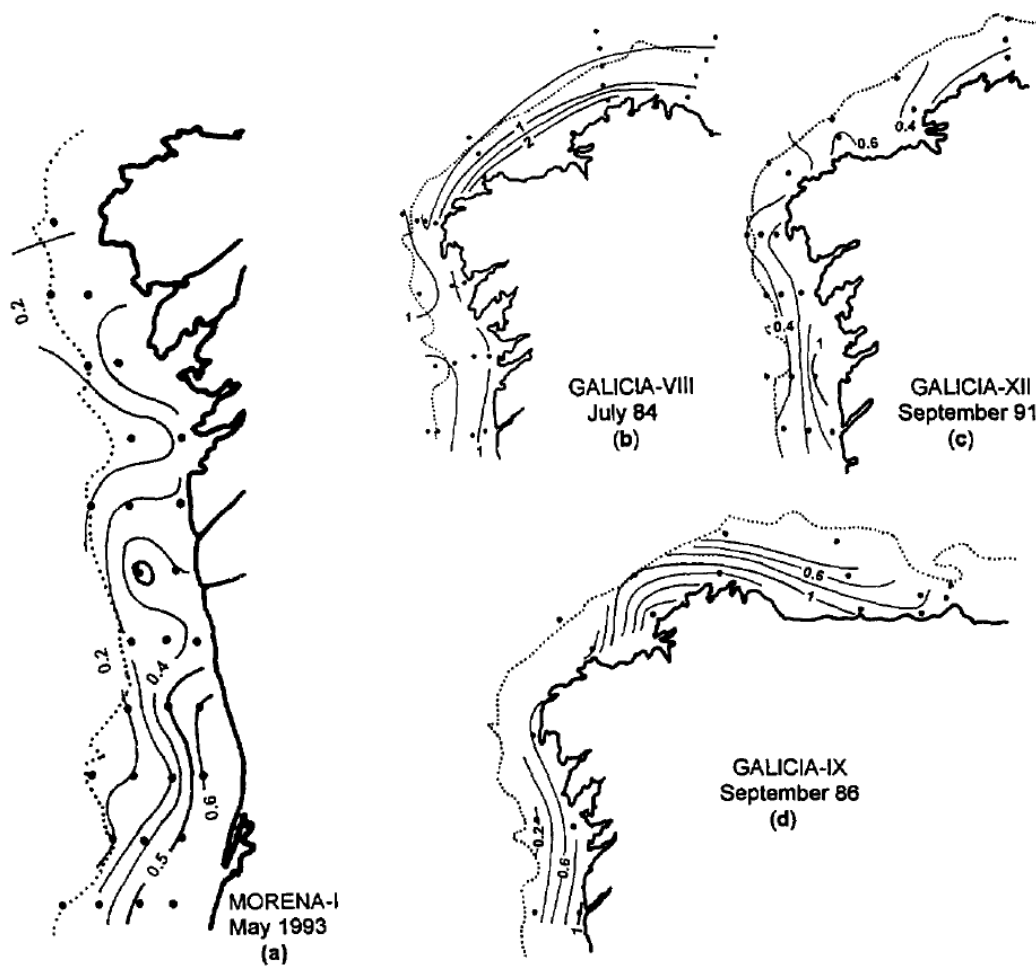 0.2
0.2
0.4
0.6
0.5
MORENA-I
May 1993
(a)
1
2
1
1
GALICIA-VIII
July 84
(b)
0.4
0.6
0.4
1
GALICIA-XII
September 91
(c)
0.6
1
0.2
0.6
1
GALICIA-IX
September 86
(d)